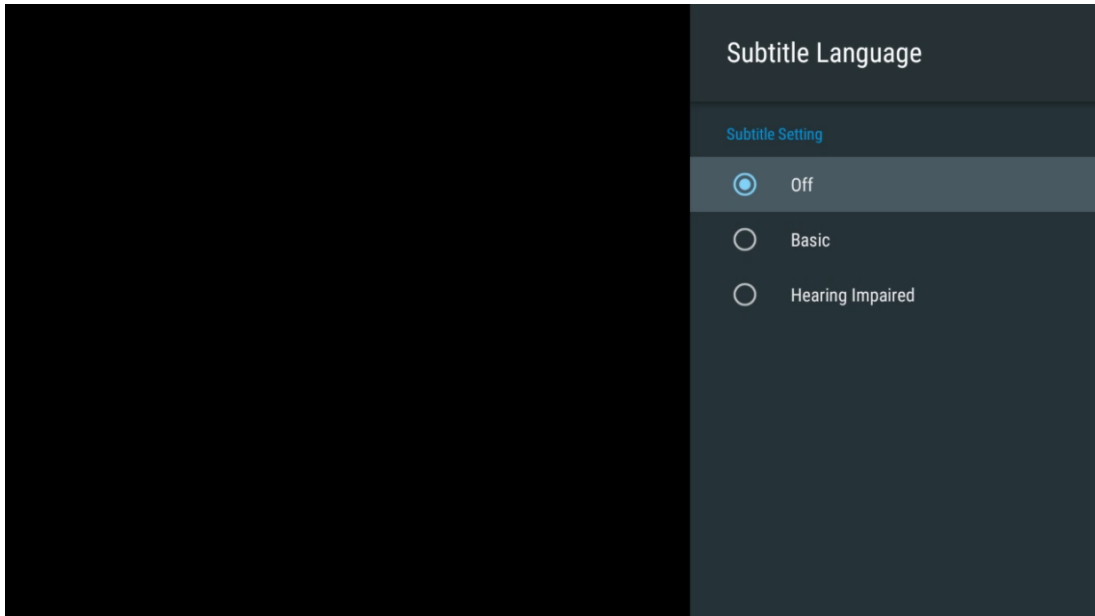 Subtitle Language
Subtitle Setting
Off
Basic
Hearing Impaired